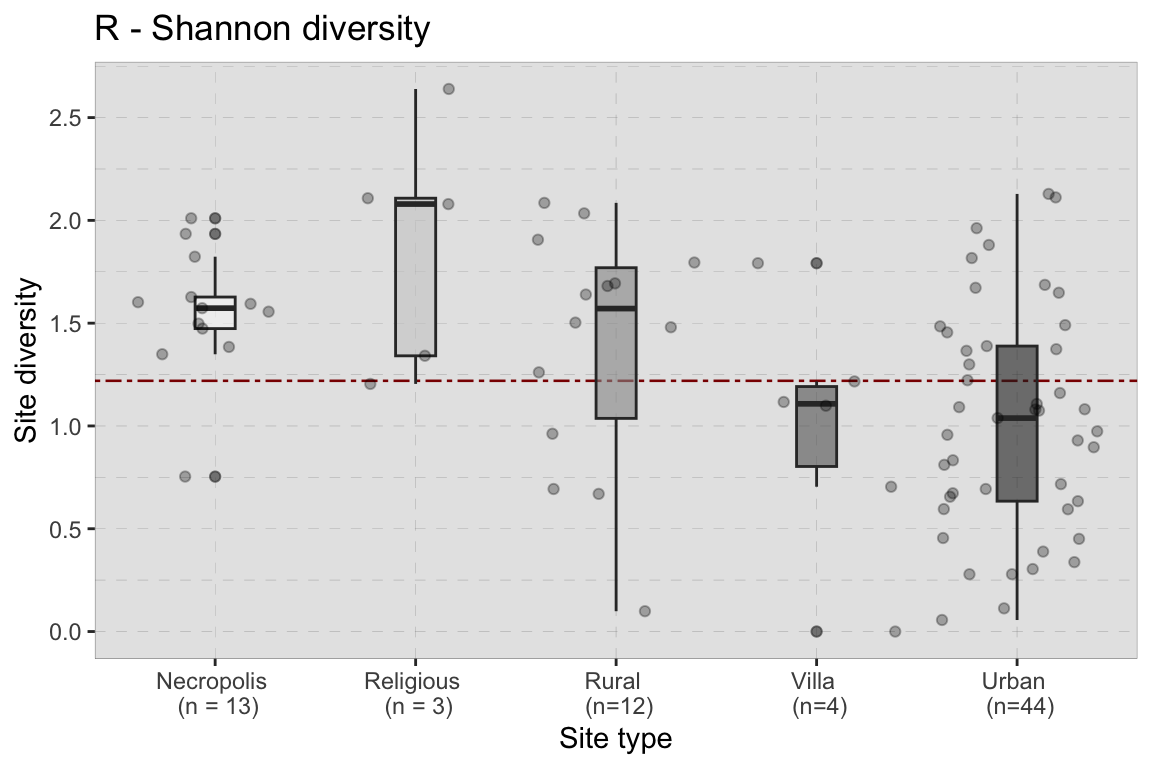 R - Shannon diversity
Site diversity
2.5
2.0
1.5
1.0
0.5
0.0
Necropolis
(n = 13)
Religious
(n = 3)
Rural
(n=12)
Villa
(n=4)
Urban
(n=44)
Site type